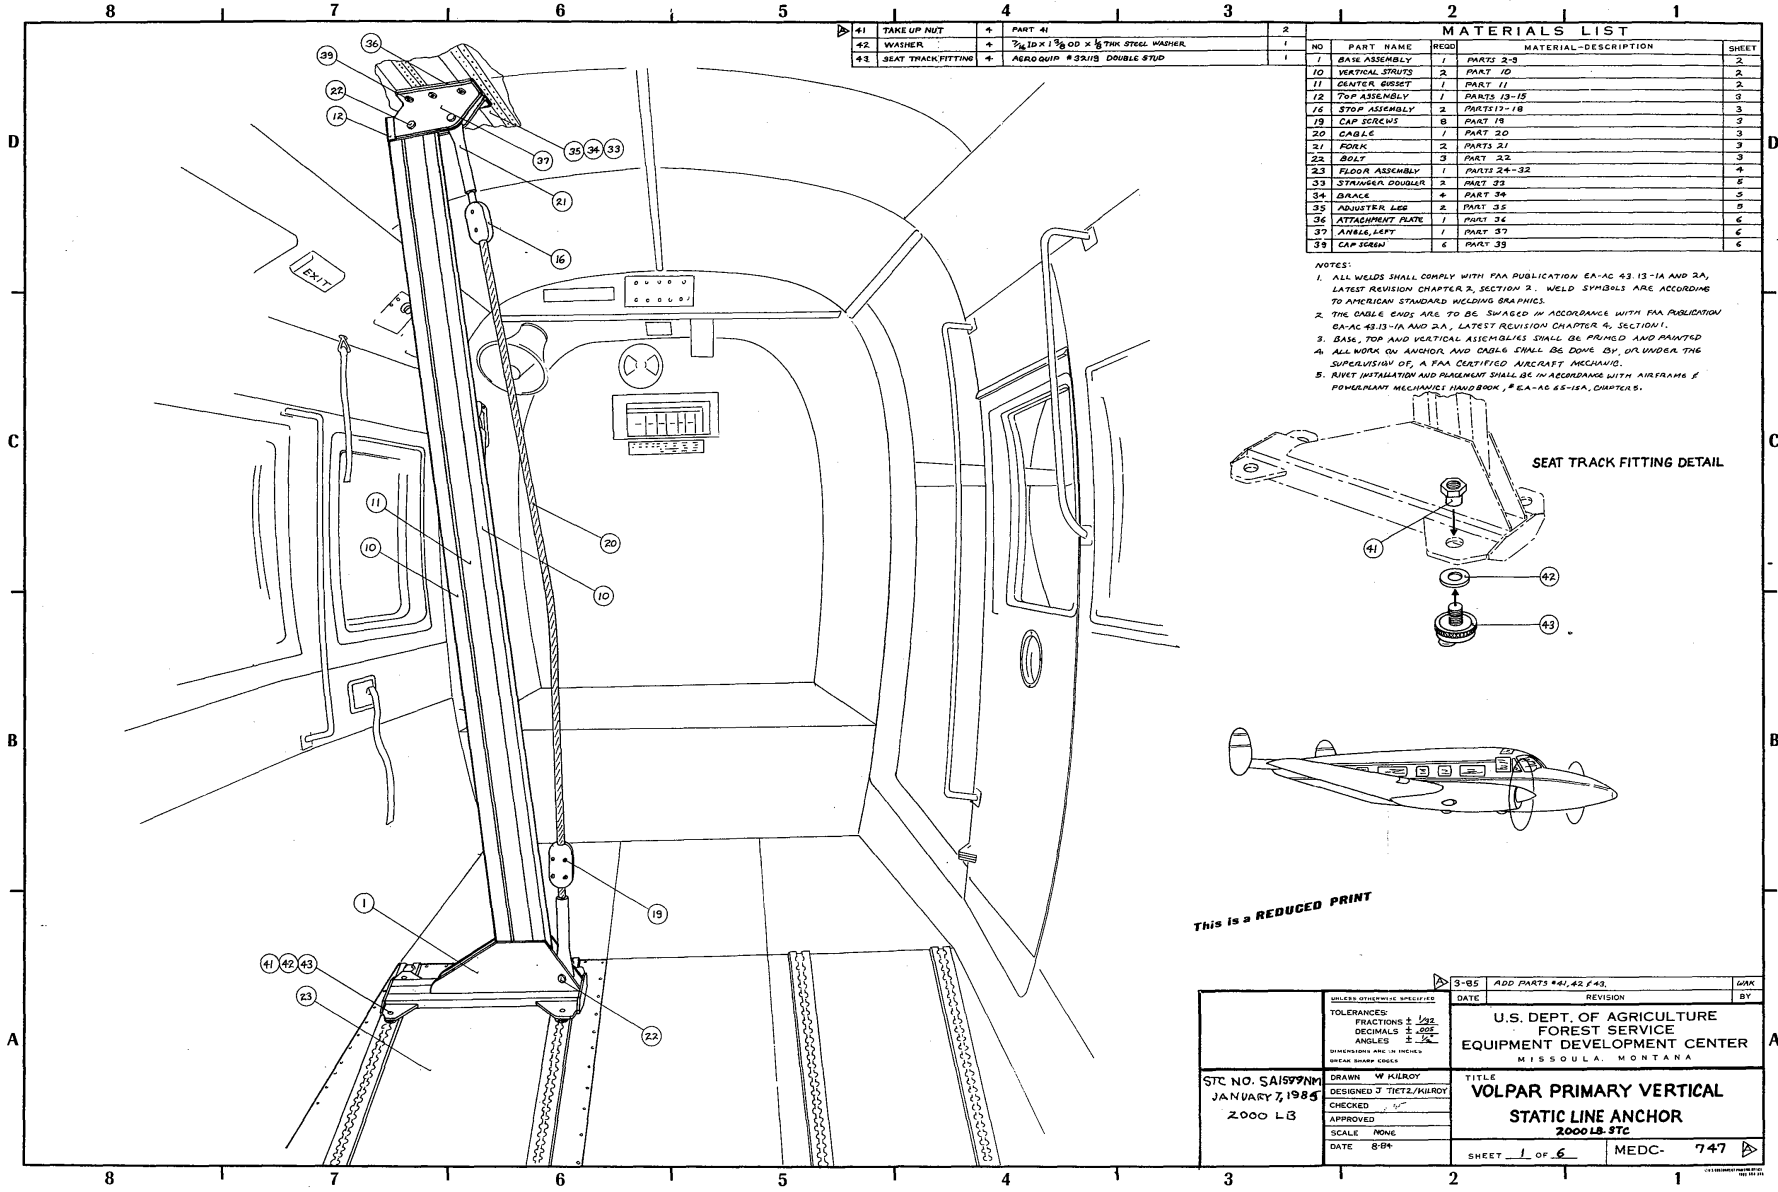 8 7 6 5 4 3 2 1
D
C
B
A
41 TAKE UP NUT 4 PART 41 2
42 WASHER 4 7/16 ID X 1 3/8 OD X 1/8 THK STEEL WASHER 1
43 SEAT TRACK FITTING 4 AEROQUIP #32119 DOUBLE STUD 1
MATERIALS LIST
NO PART NAME REQD MATERIAL-DESCRIPTION SHEET
1 BASE ASSEMBLY 1 PARTS 2-9 2
10 VERTICAL STRUTS 2 PART 10 2
11 CENTER GUSSET 1 PART 11 2
12 TOP ASSEMBLY 1 PARTS 13-15 3
16 STOP ASSEMBLY 2 PARTS 17-18 3
19 CAP SCREWS 8 PART 19 3
20 CABLE 1 PART 20 3
21 FORK 2 PARTS 21 3
22 BOLT 3 PART 22 3
23 FLOOR ASSEMBLY 1 PARTS 24-32 4
33 STRINGER DOUBLER 2 PART 33 5
34 BRACE 4 PART 34 5
35 ADJUSTER LEG 2 PART 35 5
36 ATTACHMENT PLATE 1 PART 36 6
37 ANGLE, LEFT 1 PART 37 6
39 CAP SCREW 6 PART 39 6
NOTES:
1. ALL WELDS SHALL COMPLY WITH FAA PUBLICATION EA-AC 43.13-1A AND 2A,
LATEST REVISION CHAPTER 2, SECTION 2. WELD SYMBOLS ARE ACCORDING
TO AMERICAN STANDARD WELDING GRAPHICS.
2 THE CABLE ENDS ARE TO BE SWAGED IN ACCORDANCE WITH FAA PUBLICATION
EA-AC 43.13-1A AND 2A, LATEST REVISION CHAPTER 4, SECTION 1.
3. BASE, TOP AND VERTICAL ASSEMBLIES SHALL BE PRIMED AND PAINTED
4. ALL WORK ON ANCHOR AND CABLE SHALL BE DONE BY, OR UNDER THE
SUPERVISION OF, A FAA CERTIFIED AIRCRAFT MECHANIC.
5. RIVET INSTALLATION AND PLACEMENT SHALL BE IN ACCORDANCE WITH AIRFRAME &
POWERPLANT MECHANICS HANDBOOK, # EA-AC 65-15A, CHAPTER 5.
36
39
22
12
35 34 33
37
21
16
EXIT
11
10
20
10
1
19
41 42 43
23
22
SEAT TRACK FITTING DETAIL
41
42
43
This is a REDUCED PRINT
A 3-85 ADD PARTS #41, 42 & 43. WAK
DATE REVISION BY
UNLESS OTHERWISE SPECIFIED
TOLERANCES:
FRACTIONS ± 1/32
DECIMALS ± .005
ANGLES ± 1/2°
DIMENSIONS ARE IN INCHES
BREAK SHARP EDGES
U.S. DEPT. OF AGRICULTURE
FOREST SERVICE
EQUIPMENT DEVELOPMENT CENTER
MISSOULA, MONTANA
STC NO. SA1599NM
JANUARY 7, 1985
2000 LB
DRAWN W KILROY
DESIGNED J TIETZ/KILROY
CHECKED
APPROVED
SCALE NONE
DATE 8-84
TITLE
VOLPAR PRIMARY VERTICAL
STATIC LINE ANCHOR
2000 LB. STC
SHEET 1 OF 6 MEDC- 747 A
8 7 6 5 4 3 2 1